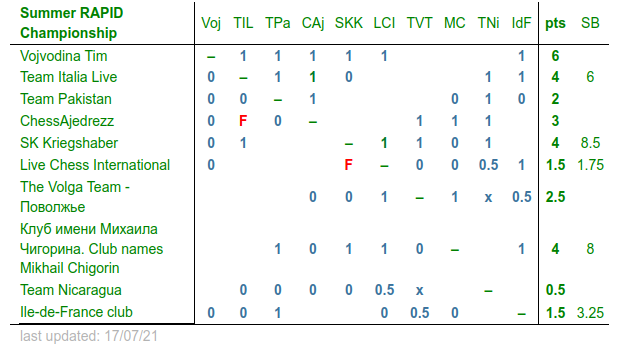 Summer RAPID
Championship Voj TIL TPa CAj SKK LCI TVT MC TNi IdF pts SB
Vojvodina Tim – 1 1 1 1 1 1 6
Team Italia Live 0 – 1 1 0 1 1 4 6
Team Pakistan 0 0 – 1 0 1 0 2
ChessAjedrezz 0 F 0 – 1 1 1 3
SK Kriegshaber 0 1 – 1 1 0 1 4 8.5
Live Chess International 0 F – 0 0 0.5 1 1.5 1.75
The Volga Team -
Поволжье 0 0 1 – 1 x 0.5 2.5
Клуб имени Михаила
Чигорина. Club names 1 0 1 1 0 – 1 4 8
Mikhail Chigorin
Team Nicaragua 0 0 0 0 0.5 x – 0.5
Ile-de-France club 0 0 1 0 0.5 0 – 1.5 3.25
last updated: 17/07/21